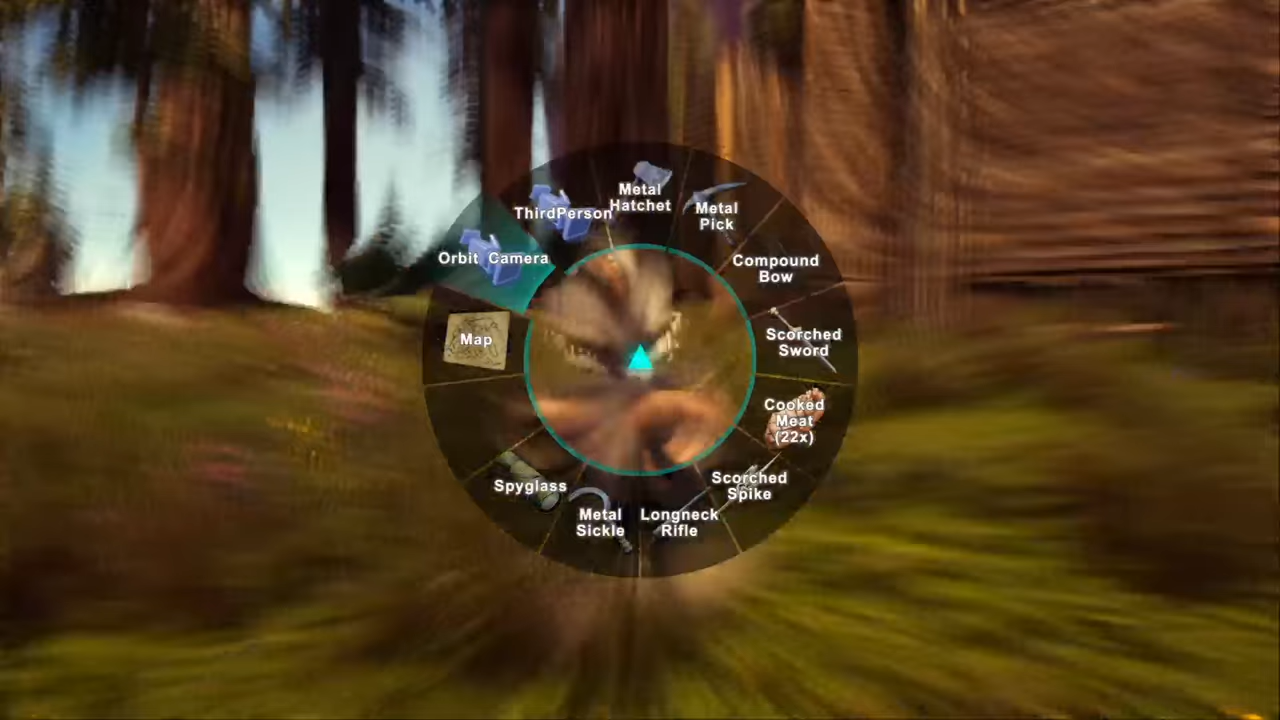 Metal
Hatchet
ThirdPerson
Metal
Pick
Orbit Camera
Compound
Bow
Map
Scorched
Sword
Cooked
Meat
(22x)
Spyglass
Scorched
Spike
Metal
Sickle
Longneck
Rifle